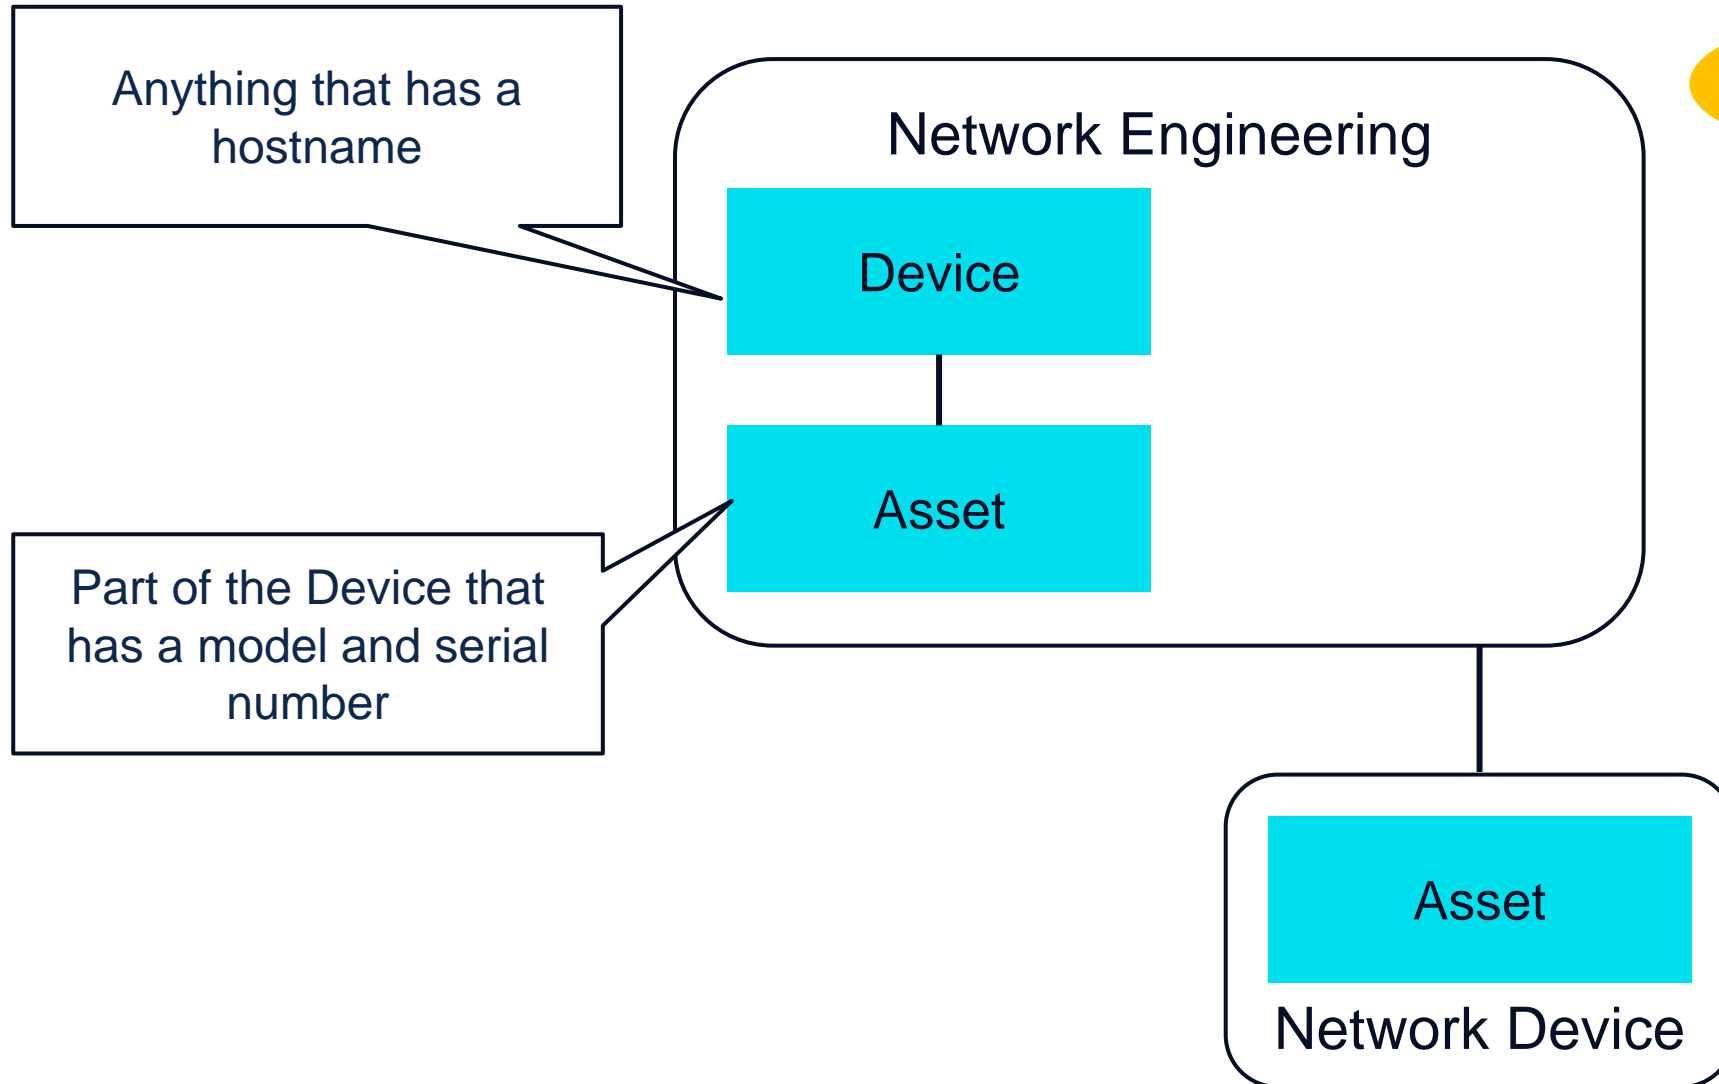 Anything that has a
hostname
Network Engineering
Device
Asset
Part of the Device that
has a model and serial
number
Asset
Network Device